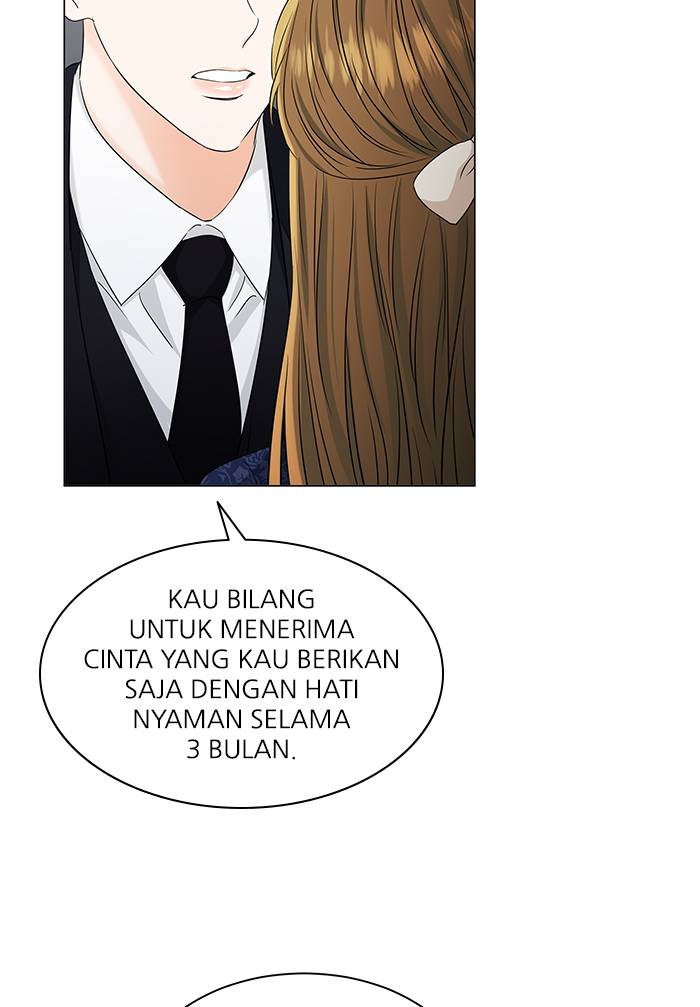 KAU BILANG
UNTUK MENERIMA
CINTA YANG KAU BERIKAN
SAJA DENGAN HATI
NYAMAN SELAMA
3 BULAN.